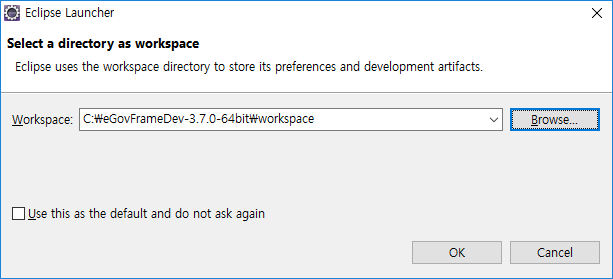 Eclipse Launcher
Select a directory as workspace
Eclipse uses the workspace directory to store its preferences and development artifacts.
Workspace: C:₩eGovFrameDev-3.7.0-64bit₩workspace Browse...
Use this as the default and do not ask again
OK Cancel